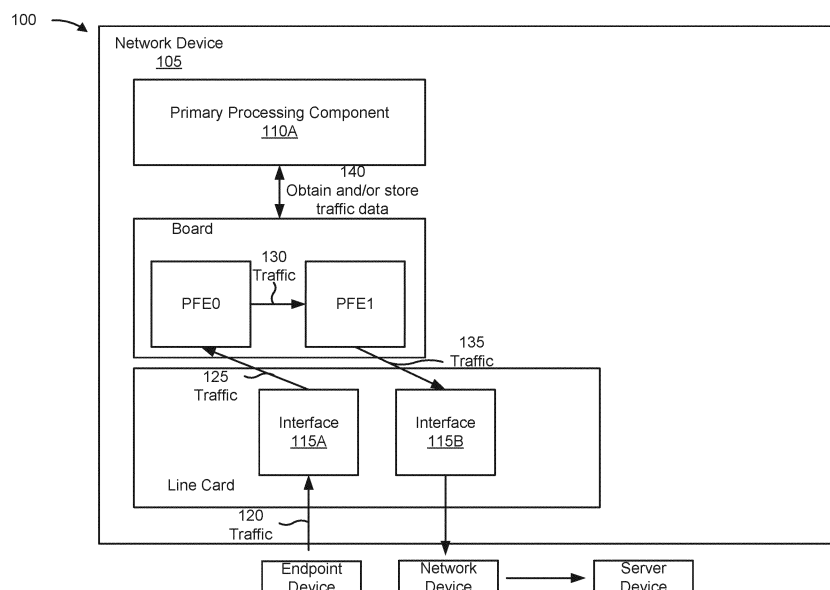 100
Network Device
105
Primary Processing Component
110A
140
Obtain and/or store
traffic data
Board
130
Traffic
PFE0
PFE1
135
Traffic
125
Traffic
Interface
115A
Interface
115B
Line Card
120
Traffic
Endpoint
Device
Network
Device
Server
Device